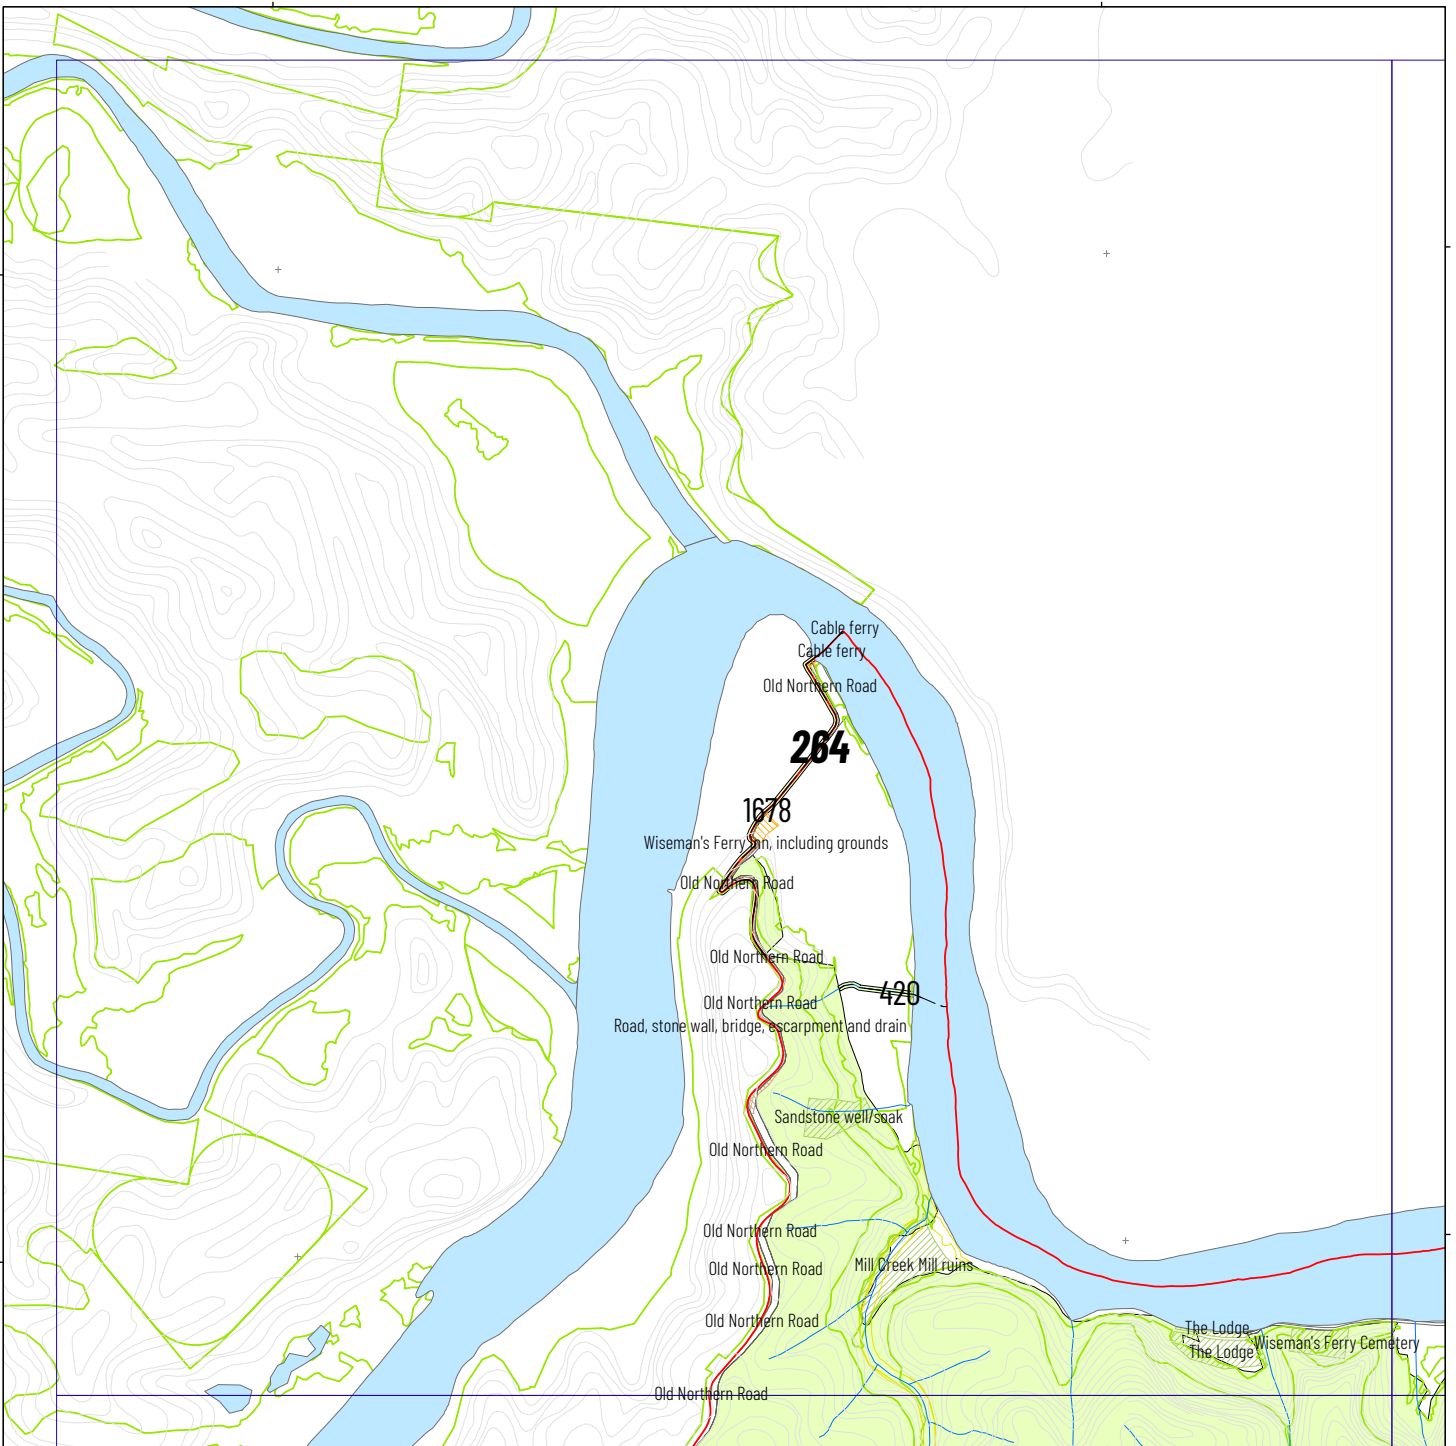 Cable ferry
Cable ferry
Old Northern Road
264
1678
Wiseman's Ferry Inn, including grounds
Old Northern Road
Old Northern Road
420
Old Northern Road
Road, stone wall, bridge, escarpment and drain
Sandstone well/soak
Old Northern Road
Old Northern Road
Mill Creek Mill ruins
Old Northern Road
Old Northern Road
The Lodge
Wiseman's Ferry Cemetery
The Lodge
Old Northern Road